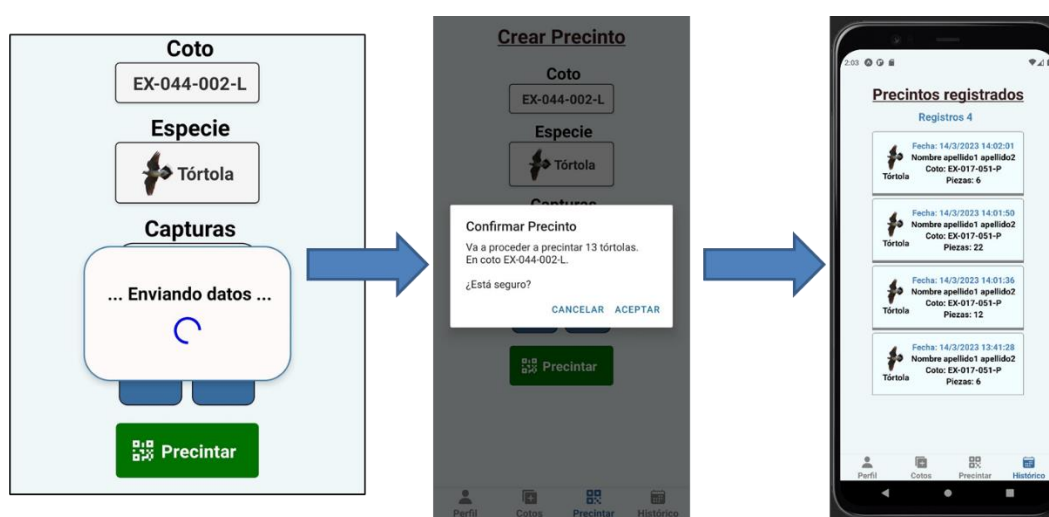 Coto
EX-044-002-L
Especie
Tórtola
Capturas
... Enviando datos ...
Precintar
Crear Precinto
Coto
EX-044-002-L
Especie
Tórtola
Capturas
Confirmar Precinto
Va a proceder a precintar 13 tórtolas.
En coto EX-044-002-L.
¿Está seguro?
CANCELAR ACEPTAR
Precintar
Perfil Cotos Precintar Histórico
2:03
Precintos registrados
Registros 4
Fecha: 14/3/2023 14:02:01
Nombre apellido1 apellido2
Coto: EX-017-051-P
Piezas: 6
Tórtola
Fecha: 14/3/2023 14:01:50
Nombre apellido1 apellido2
Coto: EX-017-051-P
Piezas: 22
Tórtola
Fecha: 14/3/2023 14:01:36
Nombre apellido1 apellido2
Coto: EX-017-051-P
Piezas: 12
Tórtola
Fecha: 14/3/2023 13:41:28
Nombre apellido1 apellido2
Coto: EX-017-051-P
Piezas: 6
Tórtola
Perfil Cotos Precintar Histórico